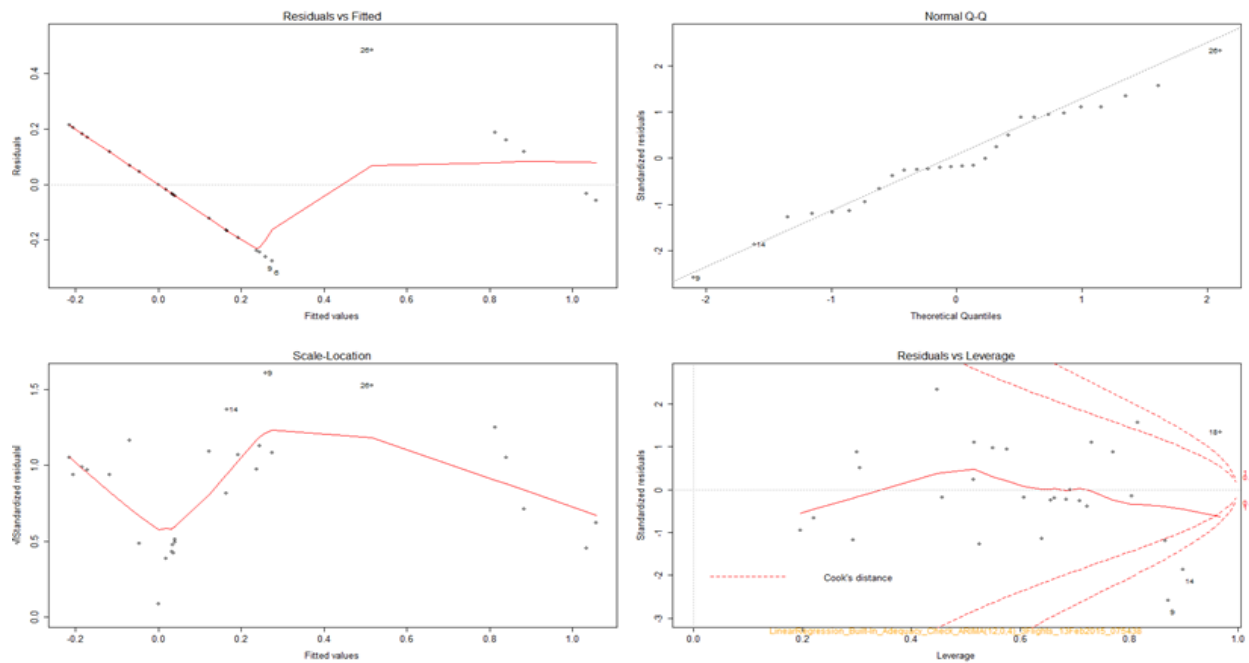 Residuals vs Fitted
26
0.4
0.2
0.0
-0.2
Residuals
9
6
-0.2 0.0 0.2 0.4 0.6 0.8 1.0
Fitted values
Normal Q-Q
26
2
1
0
-1
-2
Standardized residuals
14
9
-2 -1 0 1 2
Theoretical Quantiles
Scale-Location
9
26
14
1.5
1.0
0.5
0.0
√|Standardized residuals|
-0.2 0.0 0.2 0.4 0.6 0.8 1.0
Fitted values
Residuals vs Leverage
18
2
1
0
-1
-2
-3
Standardized residuals
Cook's distance
14
9
0.0 0.2 0.4 0.6 0.8 1.0
Leverage